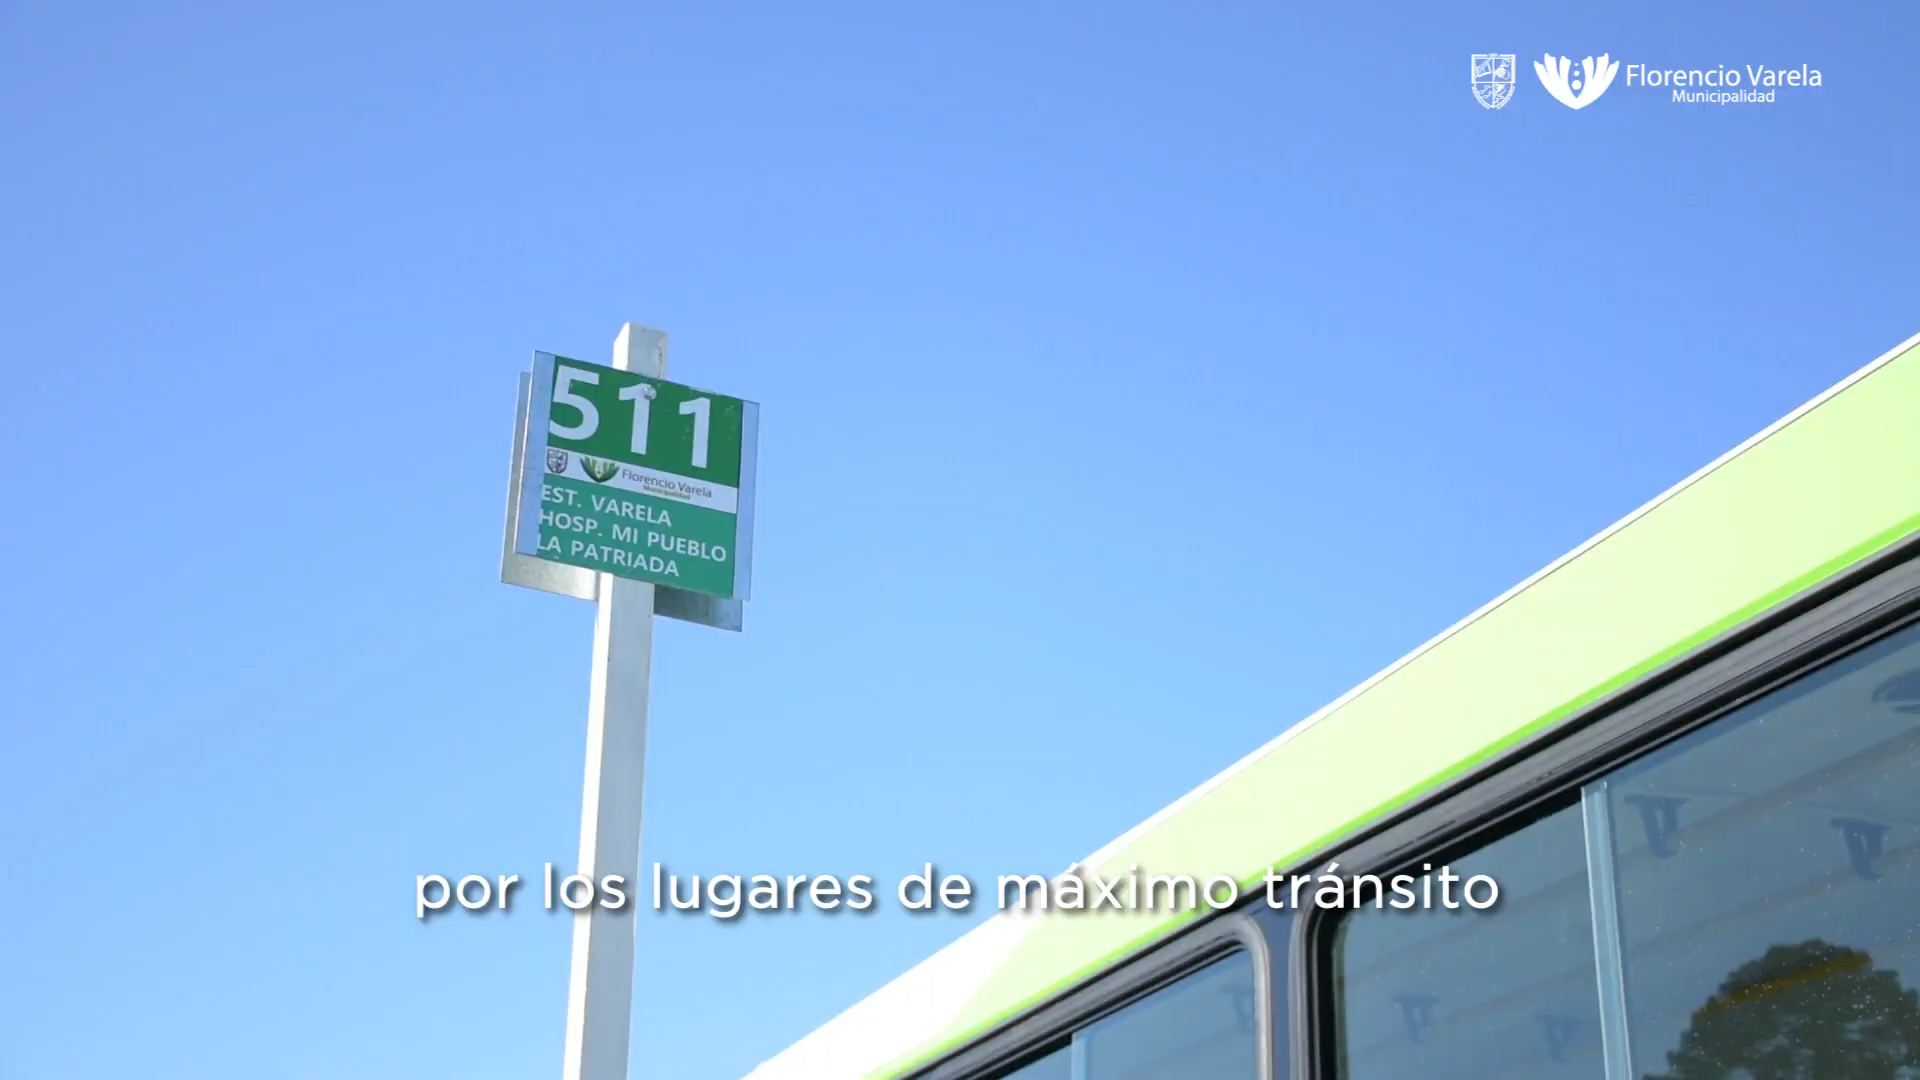 Florencio Varela
Municipalidad
511
Florencio Varela
Municipalidad
EST. VARELA
HOSP. MI PUEBLO
LA PATRIADA
por los lugares de máximo tránsito